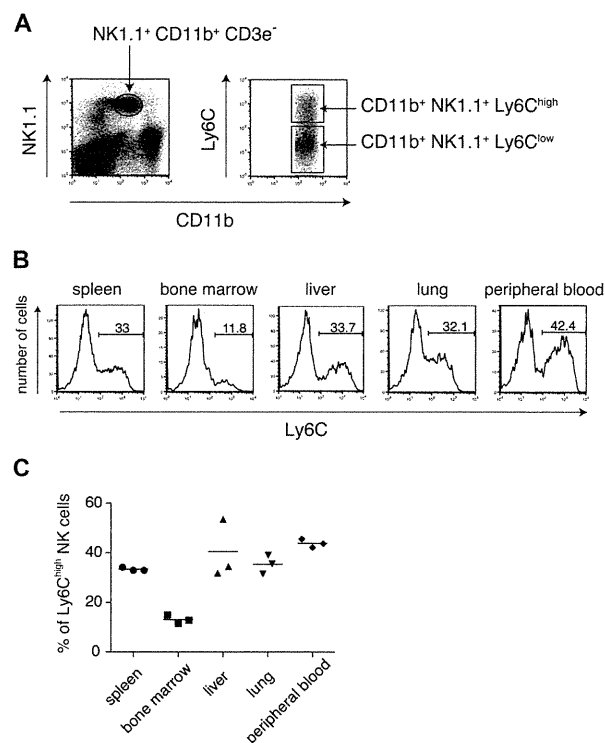 A
NK1.1⁺ CD11b⁺ CD3e⁻
NK1.1
Ly6C
CD11b⁺ NK1.1⁺ Ly6Cʰⁱᵍʰ
CD11b⁺ NK1.1⁺ Ly6Cˡᵒʷ
CD11b
B
spleen bone marrow liver lung peripheral blood
number of cells
33 11.8 33.7 32.1 42.4
Ly6C
C
% of Ly6Cʰⁱᵍʰ NK cells
60
40
20
0
spleen
bone marrow
liver
lung
peripheral blood